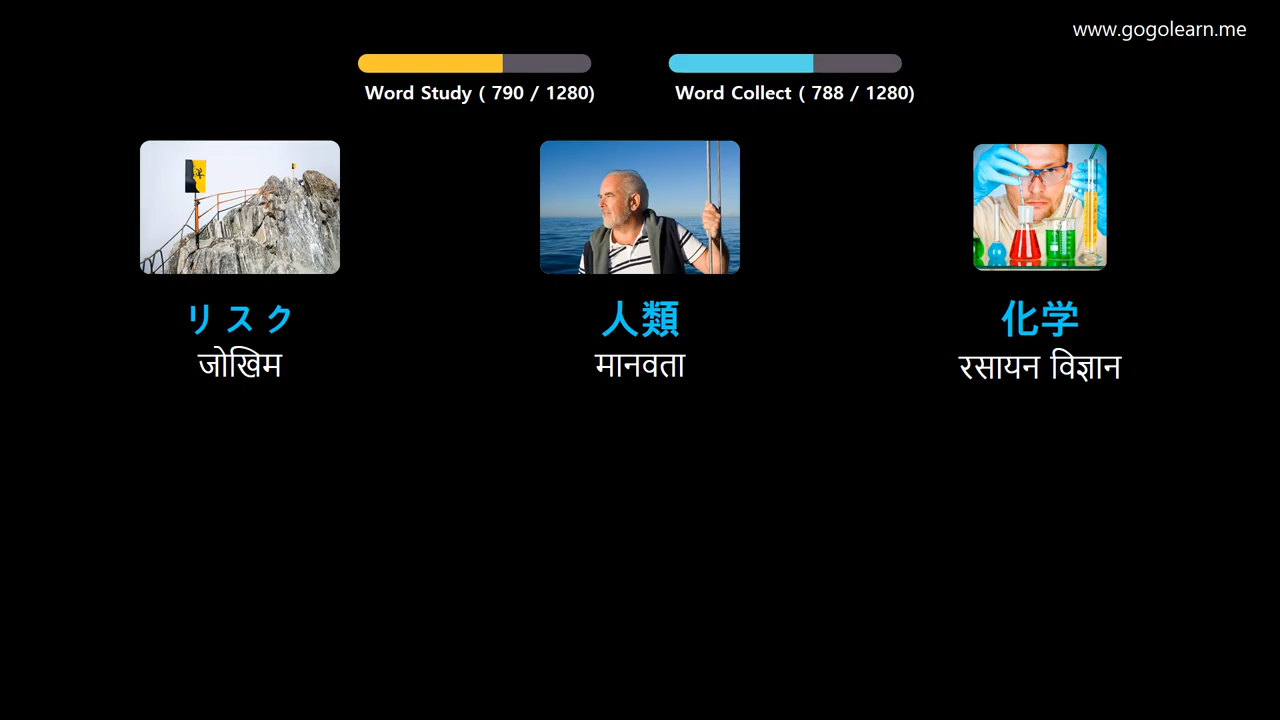 www.gogolearn.me
Word Study ( 790 / 1280)
Word Collect ( 788 / 1280)
リスク
जोखिम
人類
मानवता
化学
रसायन विज्ञान